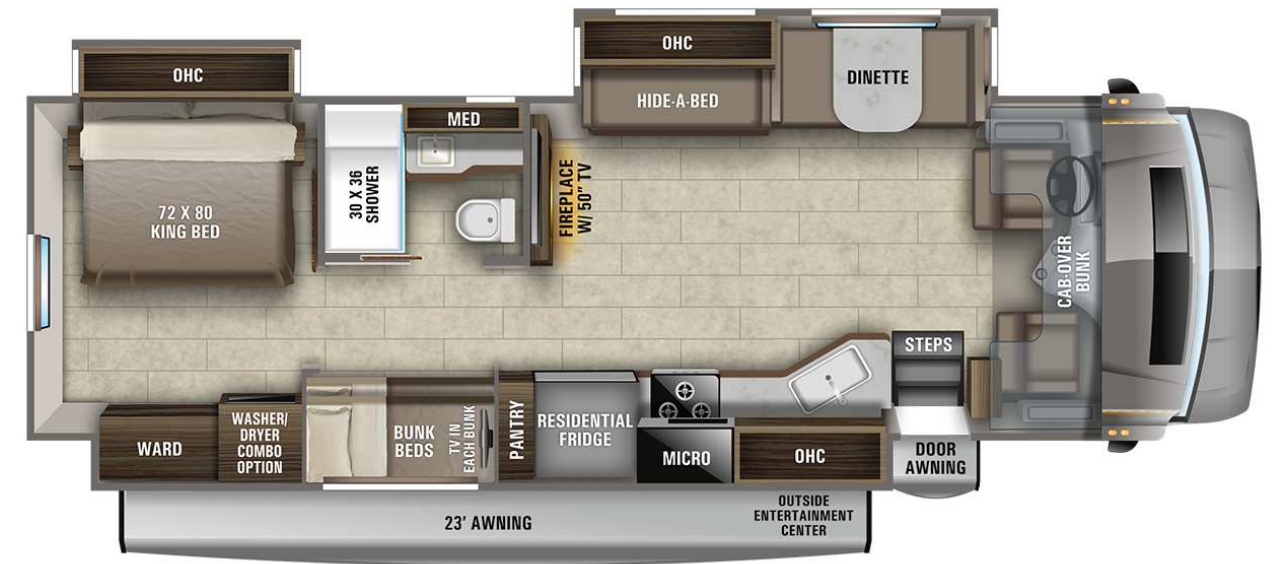 OHC
OHC
HIDE-A-BED
DINETTE
MED
30 X 36
SHOWER
FIREPLACE
W/ 50" TV
72 X 80
KING BED
CAB-OVER
BUNK
STEPS
WARD
WASHER/
DRYER
COMBO
OPTION
BUNK
BEDS
TV IN
EACH BUNK
PANTRY
RESIDENTIAL
FRIDGE
MICRO
OHC
DOOR
AWNING
23' AWNING
OUTSIDE
ENTERTAINMENT
CENTER